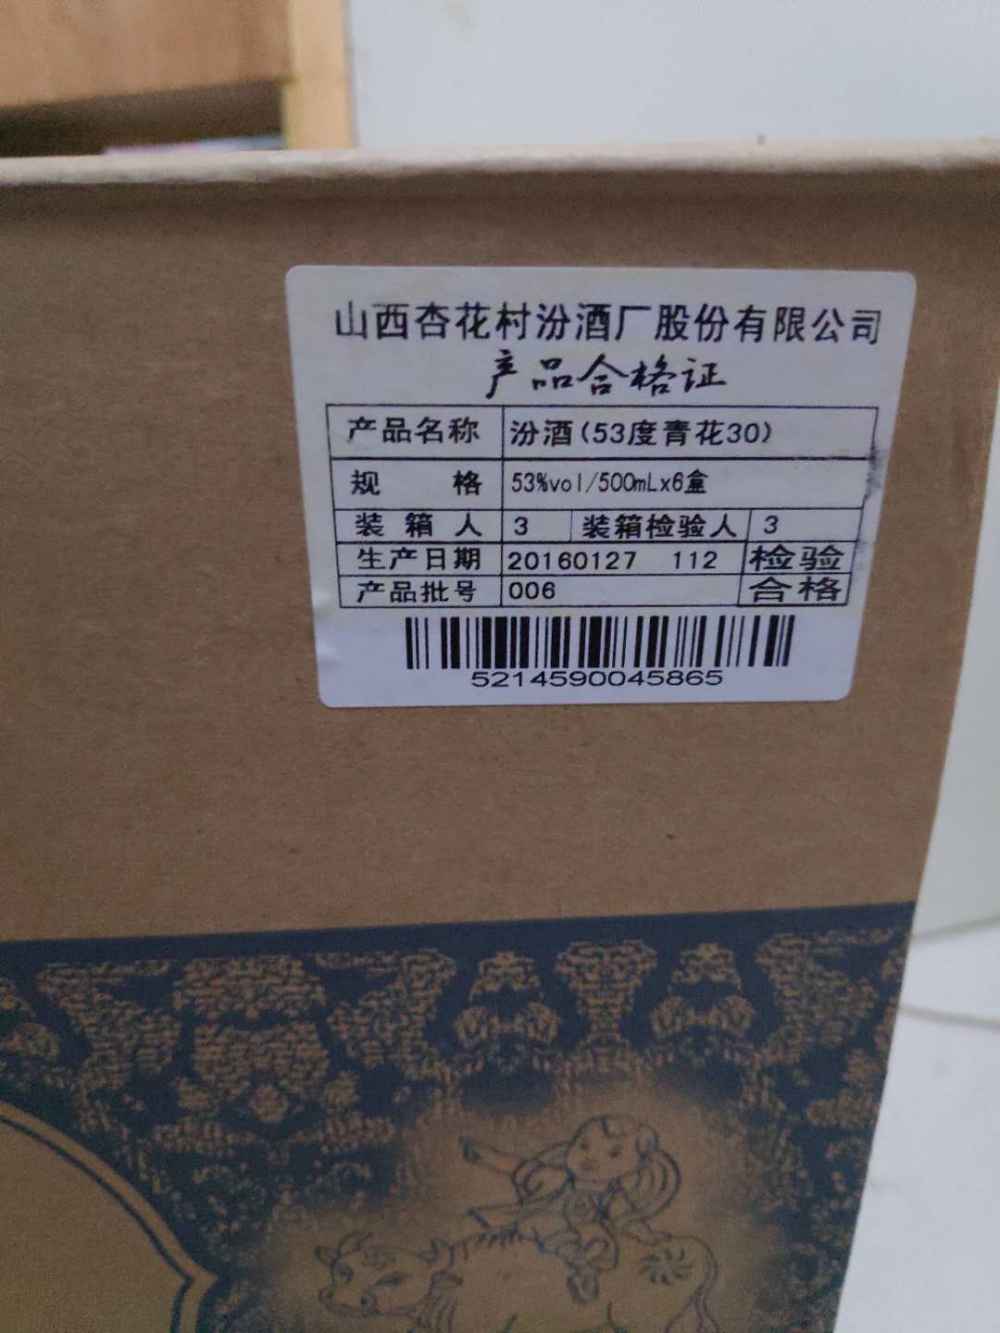 山西杏花村汾酒厂股份有限公司
产品合格证
产品名称 汾酒(53度青花30)
规 格 53%vol/500mLx6盒
装箱人 3 装箱检验人 3
生产日期 20160127 112 检验
产品批号 006 合格
5214590045865